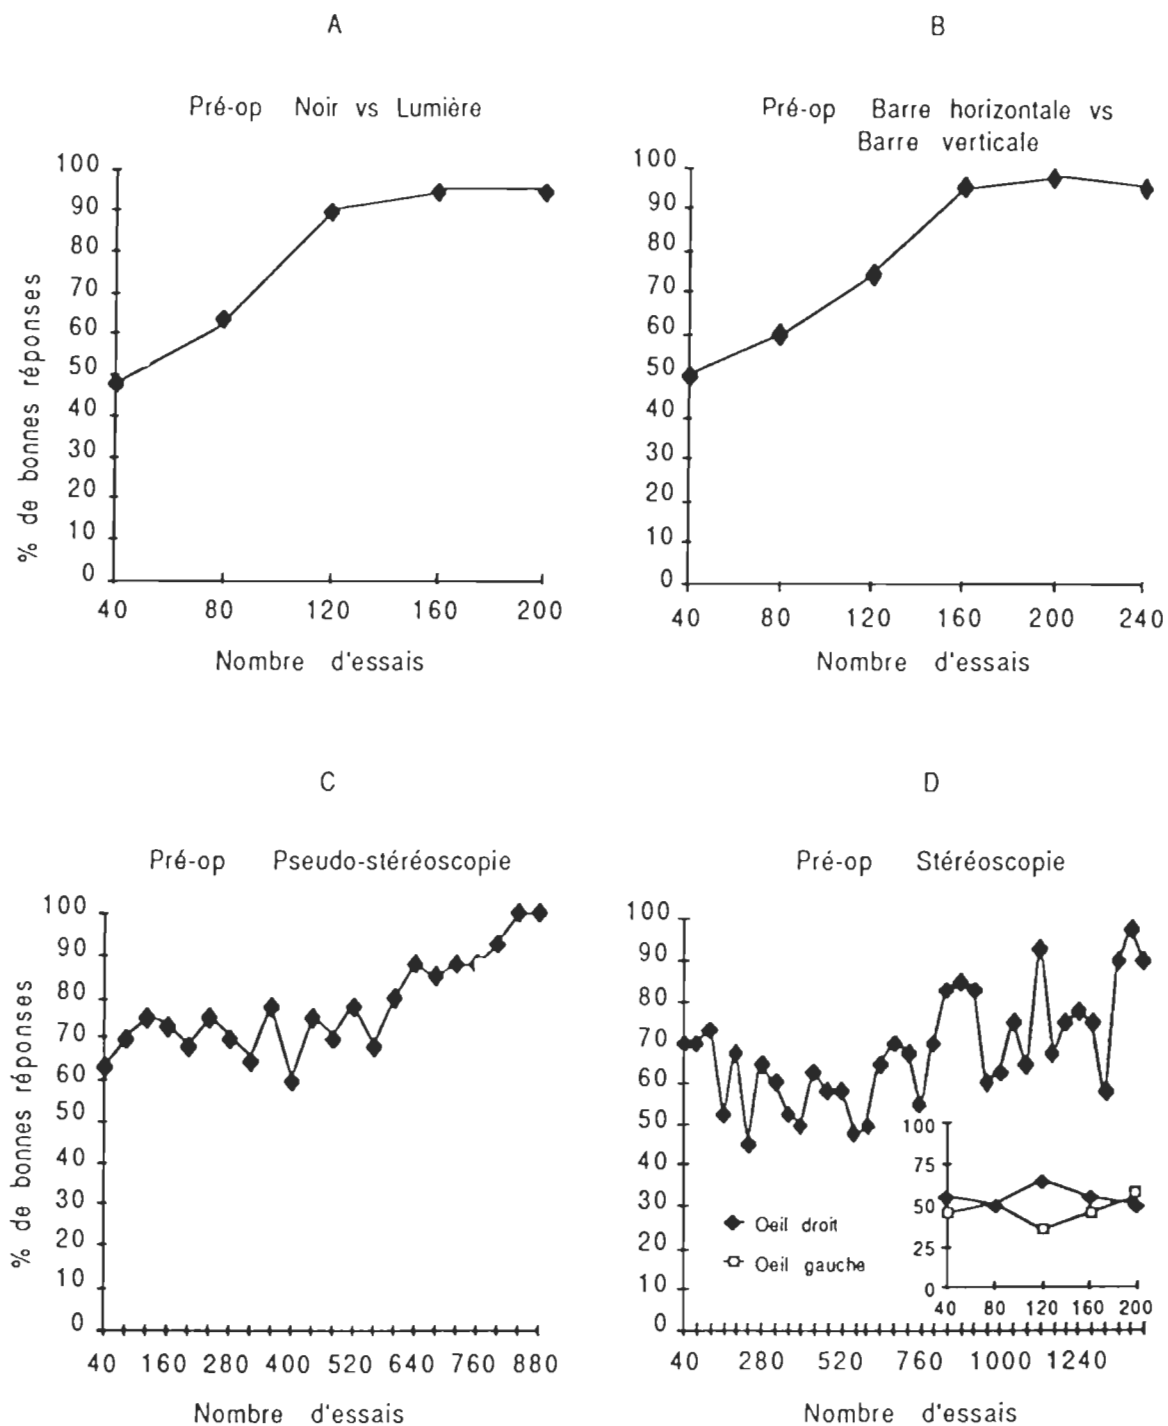 A
Pré-op Noir vs Lumière
% de bonnes réponses
100
90
80
70
60
50
40
30
20
10
0
40 80 120 160 200
Nombre d'essais
B
Pré-op Barre horizontale vs
Barre verticale
100
90
80
70
60
50
40
30
20
10
0
40 80 120 160 200 240
Nombre d'essais
C
Pré-op Pseudo-stéréoscopie
% de bonnes réponses
100
90
80
70
60
50
40
30
20
10
0
40 160 280 400 520 640 760 880
Nombre d'essais
D
Pré-op Stéréoscopie
100
90
80
70
60
50
40
30
20
10
0
Oeil droit
Oeil gauche
100
75
50
25
0
40 80 120 160 200
40 280 520 760 1000 1240
Nombre d'essais